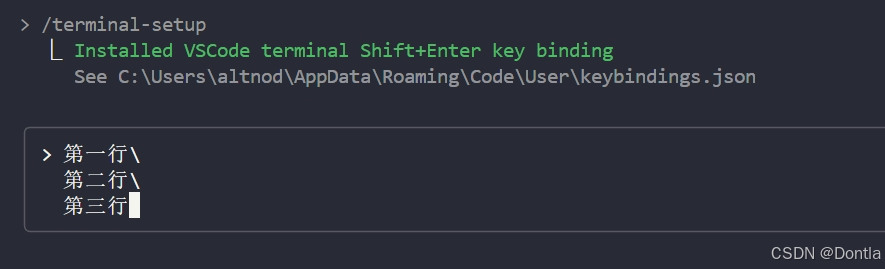 > /terminal-setup
⎿ Installed VSCode terminal Shift+Enter key binding
See C:\Users\altnod\AppData\Roaming\Code\User\keybindings.json
> 第一行\
第二行\
第三行
CSDN @Dontla